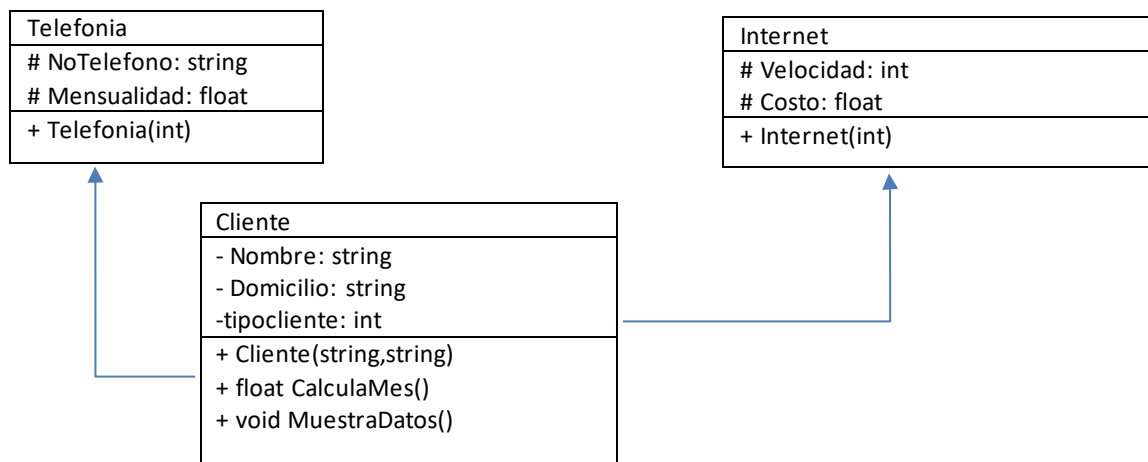 Telefonia
# NoTelefono: string
# Mensualidad: float
+ Telefonia(int)
Internet
# Velocidad: int
# Costo: float
+ Internet(int)
Cliente
- Nombre: string
- Domicilio: string
-tipocliente: int
+ Cliente(string,string)
+ float CalculaMes()
+ void MuestraDatos()